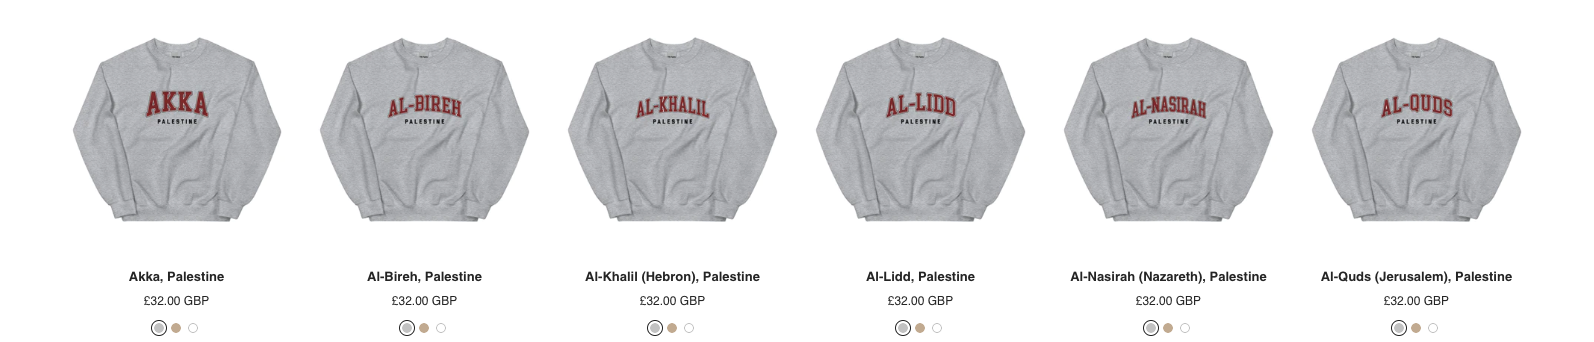 AKKA
PALESTINE
AL-BIREH
PALESTINE
AL-KHALIL
PALESTINE
AL-LIDD
PALESTINE
AL-NASIRAH
PALESTINE
AL-QUDS
PALESTINE
Akka, Palestine
£32.00 GBP
Al-Bireh, Palestine
£32.00 GBP
Al-Khalil (Hebron), Palestine
£32.00 GBP
Al-Lidd, Palestine
£32.00 GBP
Al-Nasirah (Nazareth), Palestine
£32.00 GBP
Al-Quds (Jerusalem), Palestine
£32.00 GBP